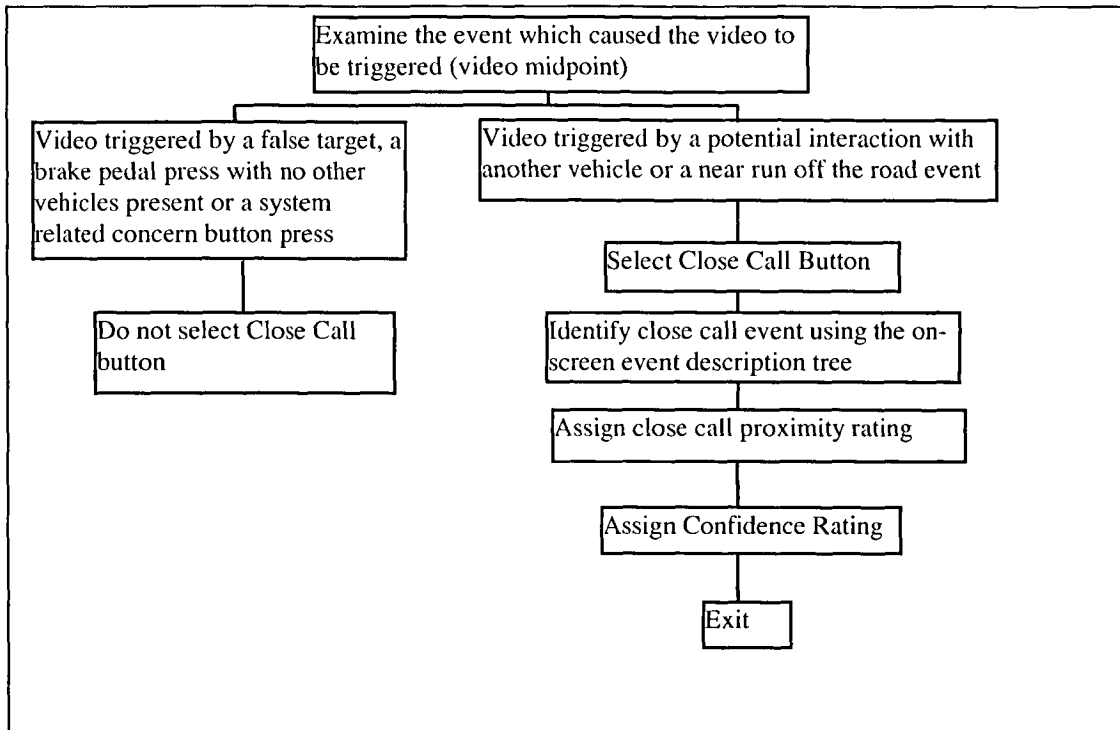 Examine the event which caused the video to
be triggered (video midpoint)
Video triggered by a false target, a
brake pedal press with no other
vehicles present or a system
related concern button press
Video triggered by a potential interaction with
another vehicle or a near run off the road event
Select Close Call Button
Do not select Close Call
button
Identify close call event using the on-
screen event description tree
Assign close call proximity rating
Assign Confidence Rating
Exit